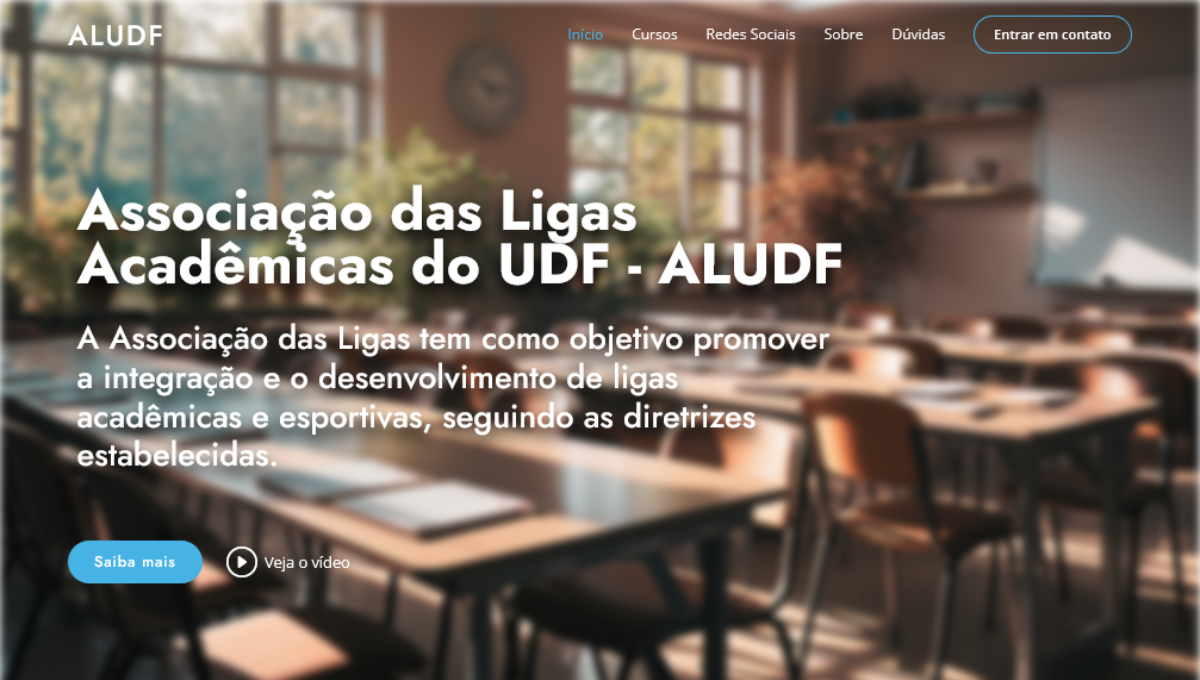 ALUDF
Início
Cursos
Redes Sociais
Sobre
Dúvidas
Entrar em contato
Associação das Ligas
Acadêmicas do UDF - ALUDF
A Associação das Ligas tem como objetivo promover
a integração e o desenvolvimento de ligas
acadêmicas e esportivas, seguindo as diretrizes
estabelecidas.
Saiba mais
Veja o vídeo